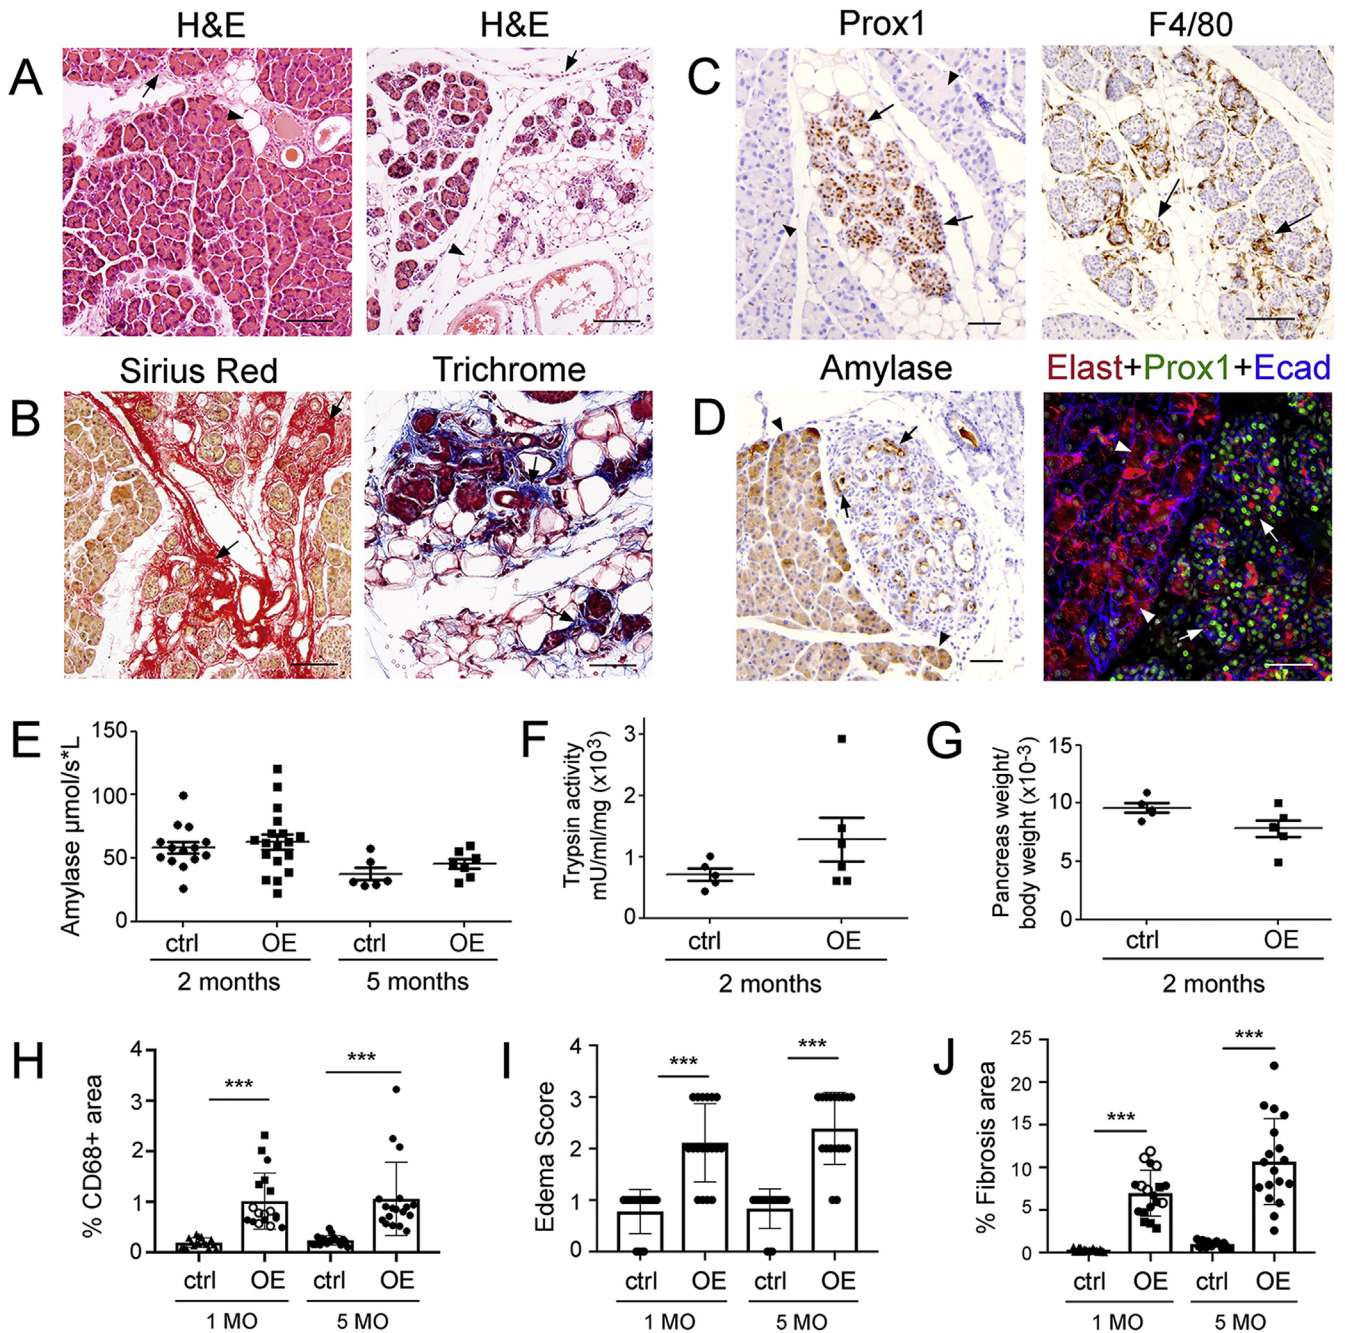 H&E
H&E
Prox1
F4/80
A
C
Sirius Red
Trichrome
Amylase
Elast+Prox1+Ecad
B
D
E
Amylase µmol/s*L
150
100
50
0
ctrl
OE
ctrl
OE
2 months
5 months
F
Trypsin activity
mU/ml/mg (x10³)
3
2
1
0
ctrl
OE
2 months
G
Pancreas weight/
body weight (x10⁻³)
15
10
5
0
ctrl
OE
2 months
H
% CD68+ area
4
3
2
1
0
***
***
ctrl
OE
ctrl
OE
1 MO
5 MO
I
Edema Score
4
3
2
1
0
***
***
ctrl
OE
ctrl
OE
1 MO
5 MO
J
% Fibrosis area
25
20
15
10
5
0
***
***
ctrl
OE
ctrl
OE
1 MO
5 MO